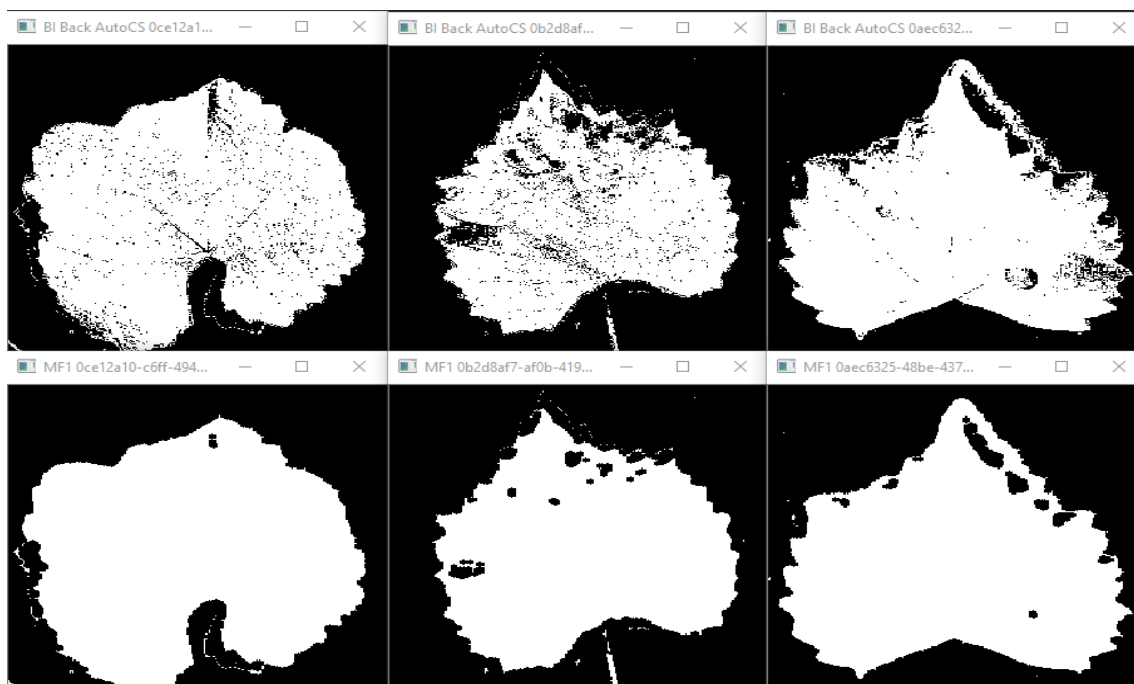 BI Back AutoCS 0ce12a1...
BI Back AutoCS 0b2d8af...
BI Back AutoCS 0aec632...
MF1 0ce12a10-c6ff-494...
MF1 0b2d8af7-af0b-419...
MF1 0aec6325-48be-437...